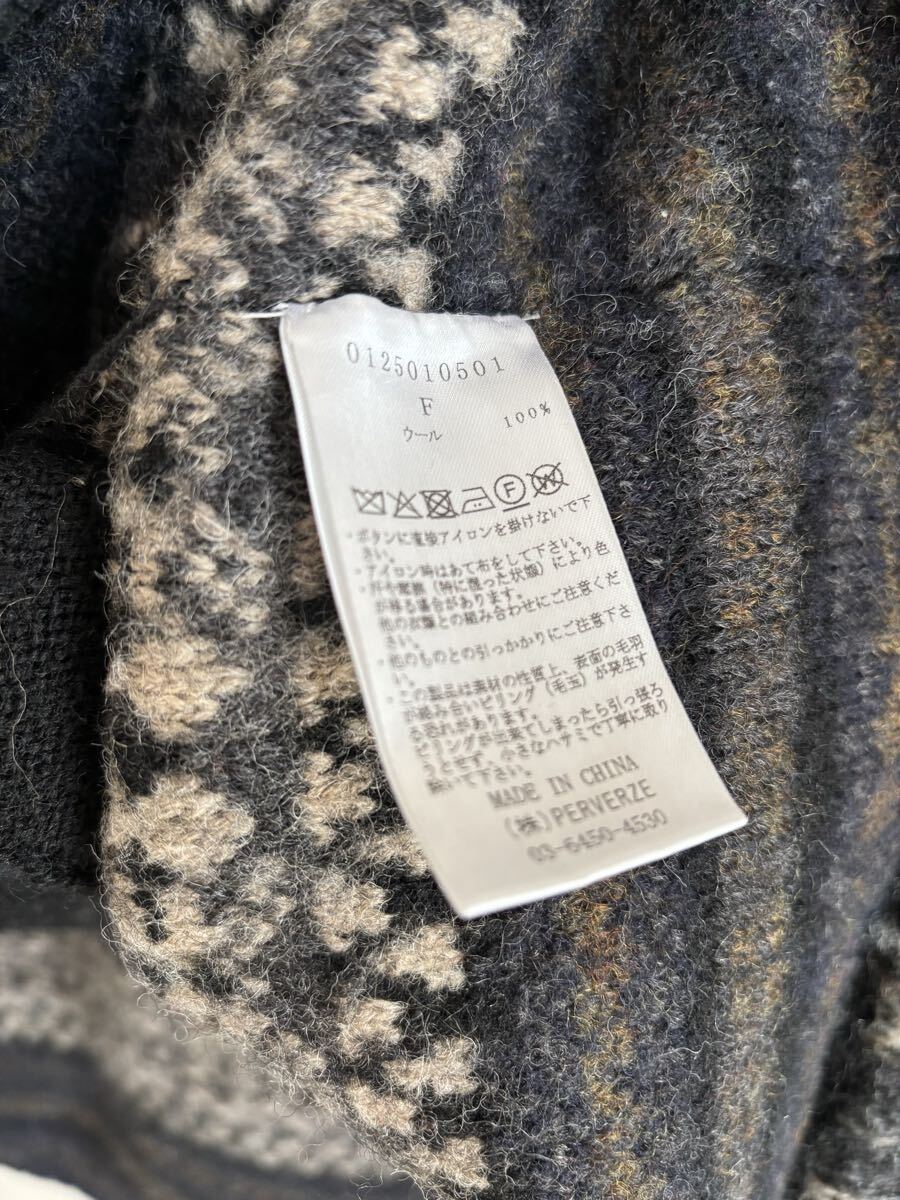 0125010501
F
ウール 100%
F
・ボタンに直接アイロンを掛けないで下
さい。
・アイロン時はあて布をして下さい。
・汗や摩擦（特に湿った状態）により色
が移る場合があります。
他の衣類との組み合わせにご注意くだ
さい。
・他のものとの引っかかりにご注意下さ
い。
・この製品は素材の性質上、表面の毛羽
が絡み合いピリング（毛玉）が発生す
る恐れがあります。
ピリングが出来てしまったら引っ張ろ
うとせず、小さなハサミで丁寧に取り
除いて下さい。
MADE IN CHINA
（株）PERVERZE
03-6450-4530